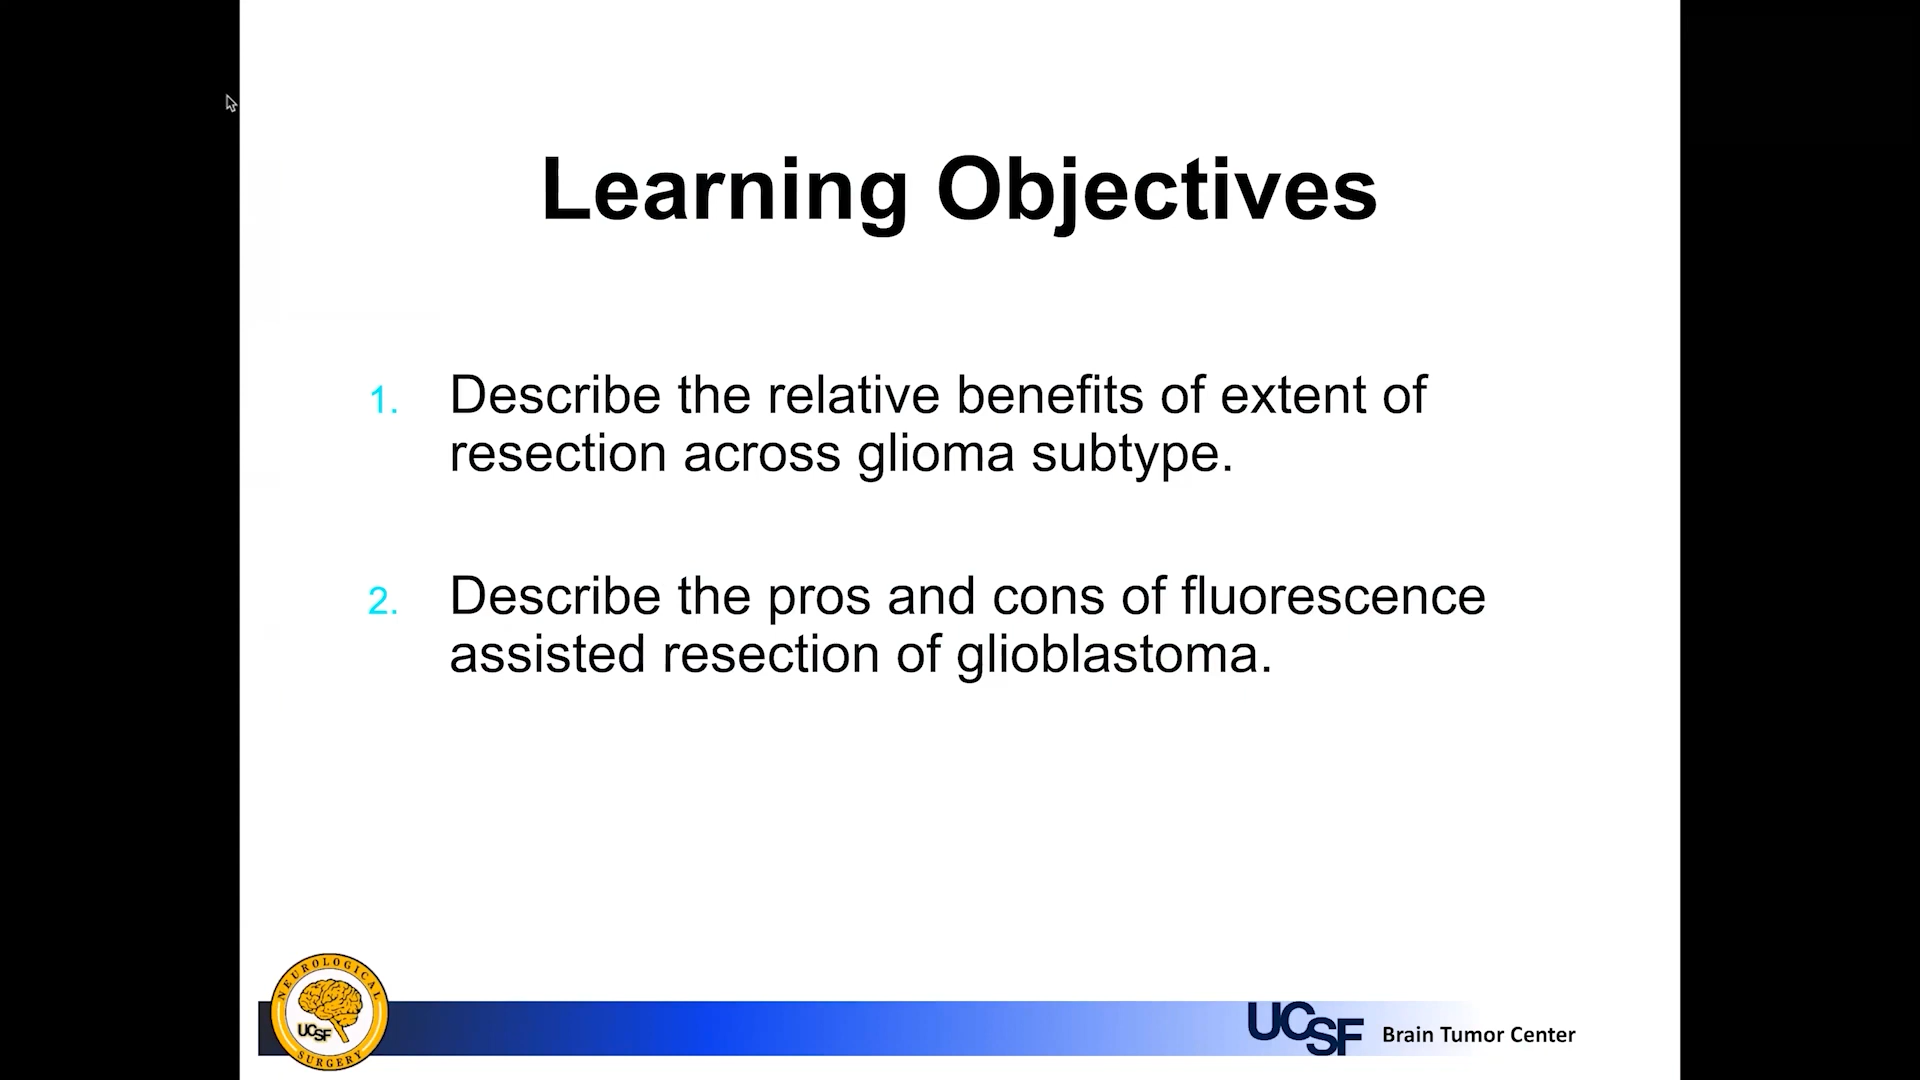 Learning Objectives
1. Describe the relative benefits of extent of
resection across glioma subtype.
2. Describe the pros and cons of fluorescence
assisted resection of glioblastoma.
NEUROLOGICAL
UCSF
SURGERY
UCSF Brain Tumor Center